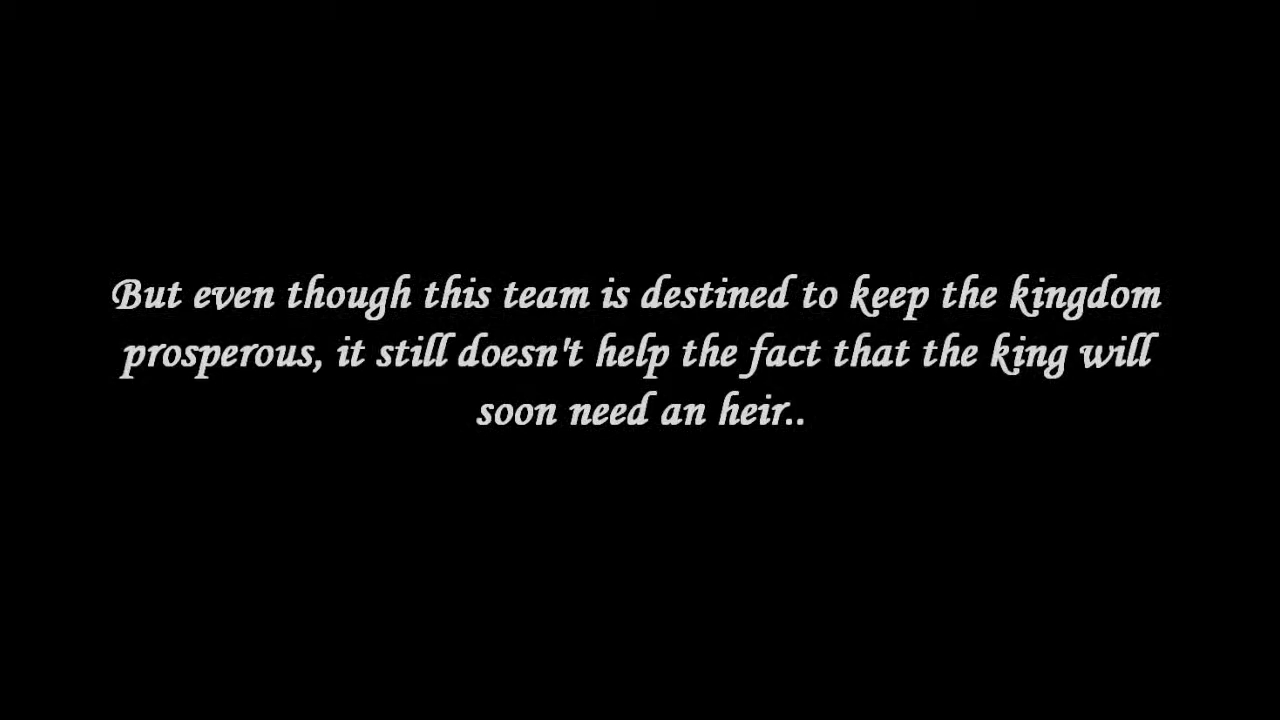 But even though this team is destined to keep the kingdom
prosperous, it still doesn't help the fact that the king will
soon need an heir..